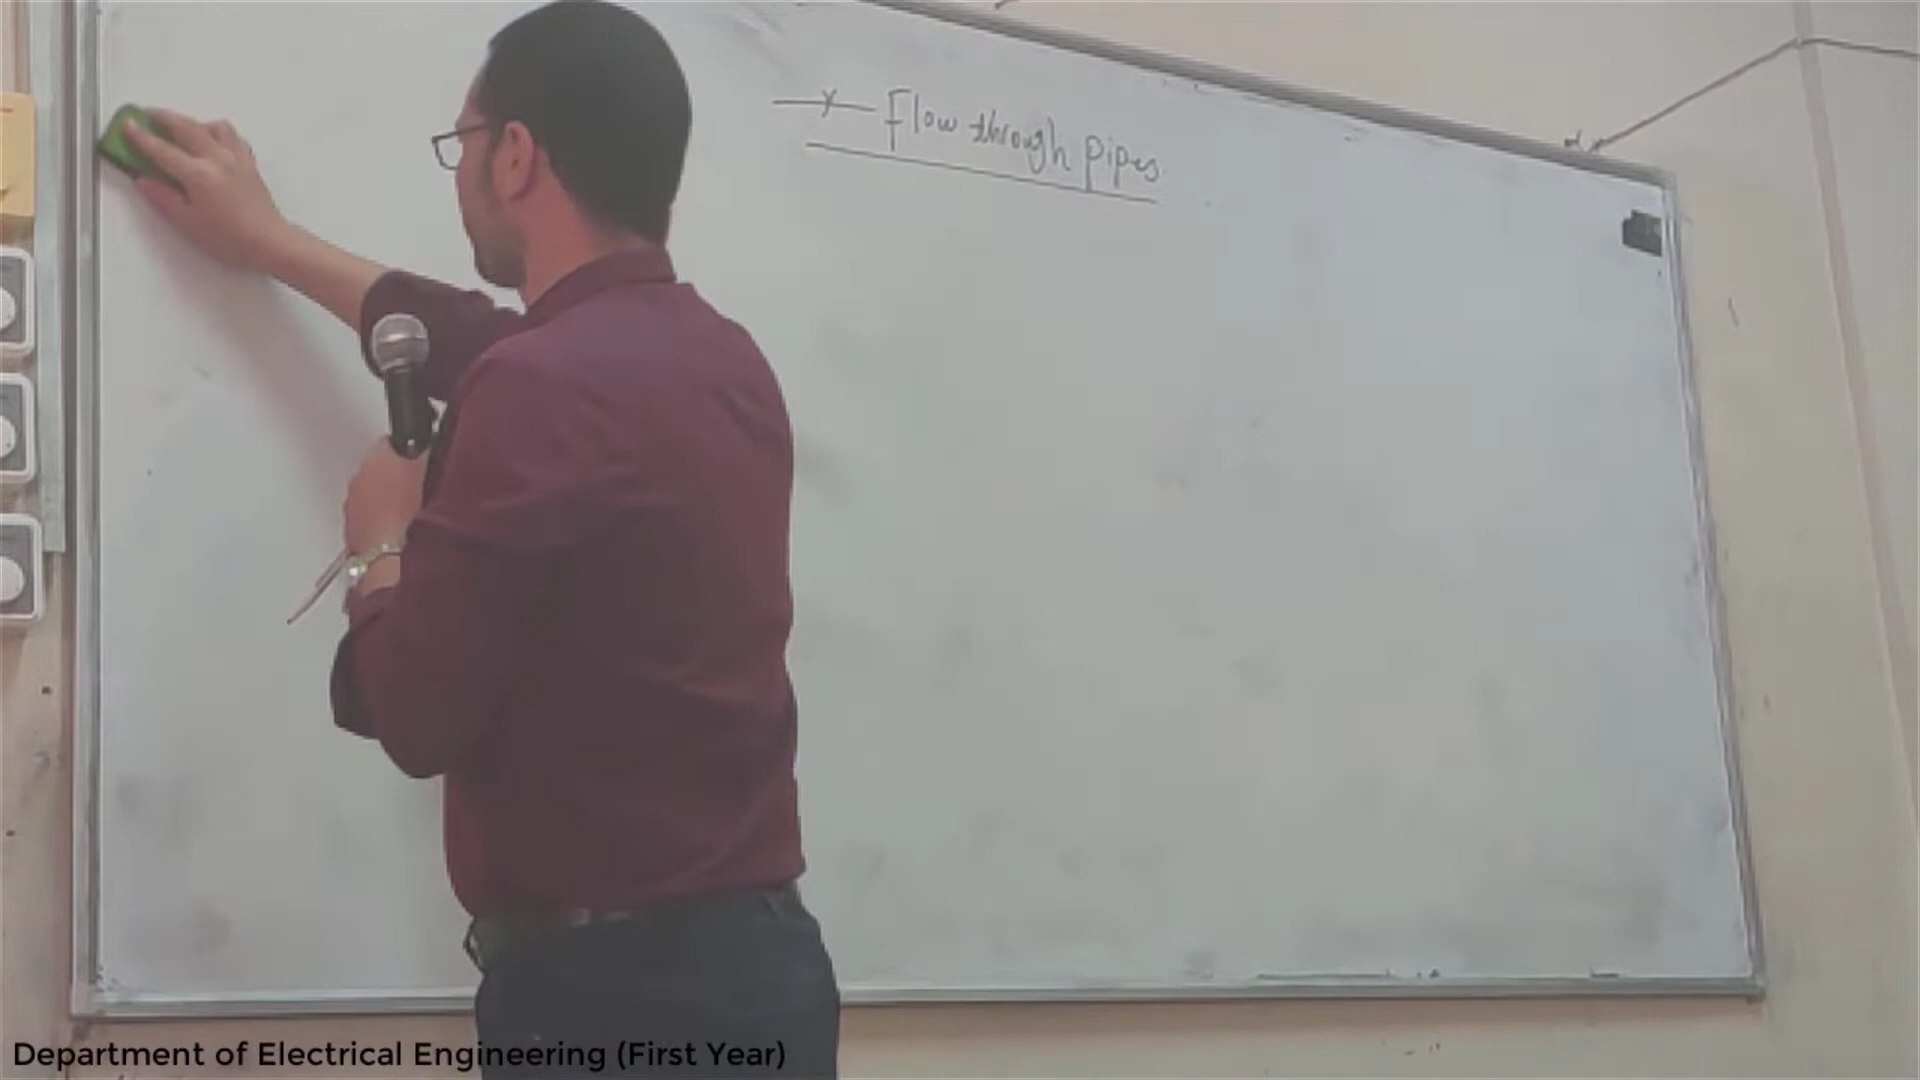 Flow through pipes
Department of Electrical Engineering (First Year)